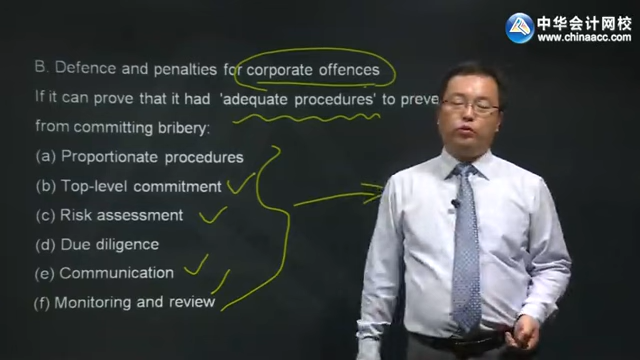 中华会计网校
www.chinaacc.com
B. Defence and penalties for corporate offences
If it can prove that it had 'adequate procedures' to preve
from committing bribery:
(a) Proportionate procedures
(b) Top-level commitment
(c) Risk assessment
(d) Due diligence
(e) Communication
(f) Monitoring and review